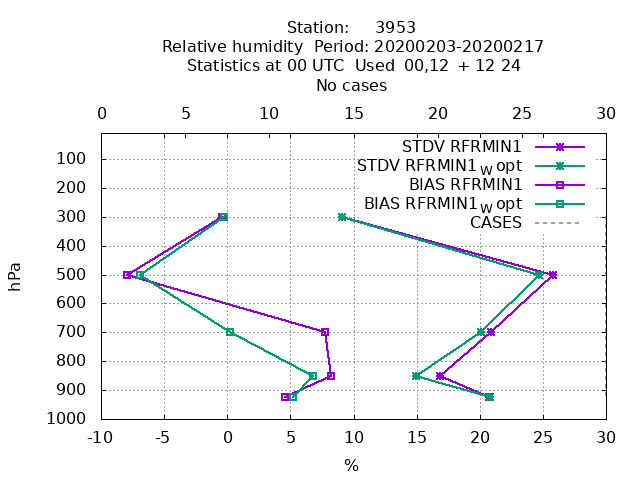 Station: 3953
Relative humidity Period: 20200203-20200217
Statistics at 00 UTC Used 00,12 + 12 24
No cases
0 5 10 15 20 25 30
STDV RFRMIN1
STDV RFRMIN1W opt
BIAS RFRMIN1
BIAS RFRMIN1W opt
CASES
100
200
300
400
500
600
700
800
900
1000
hPa
-10 -5 0 5 10 15 20 25 30
%